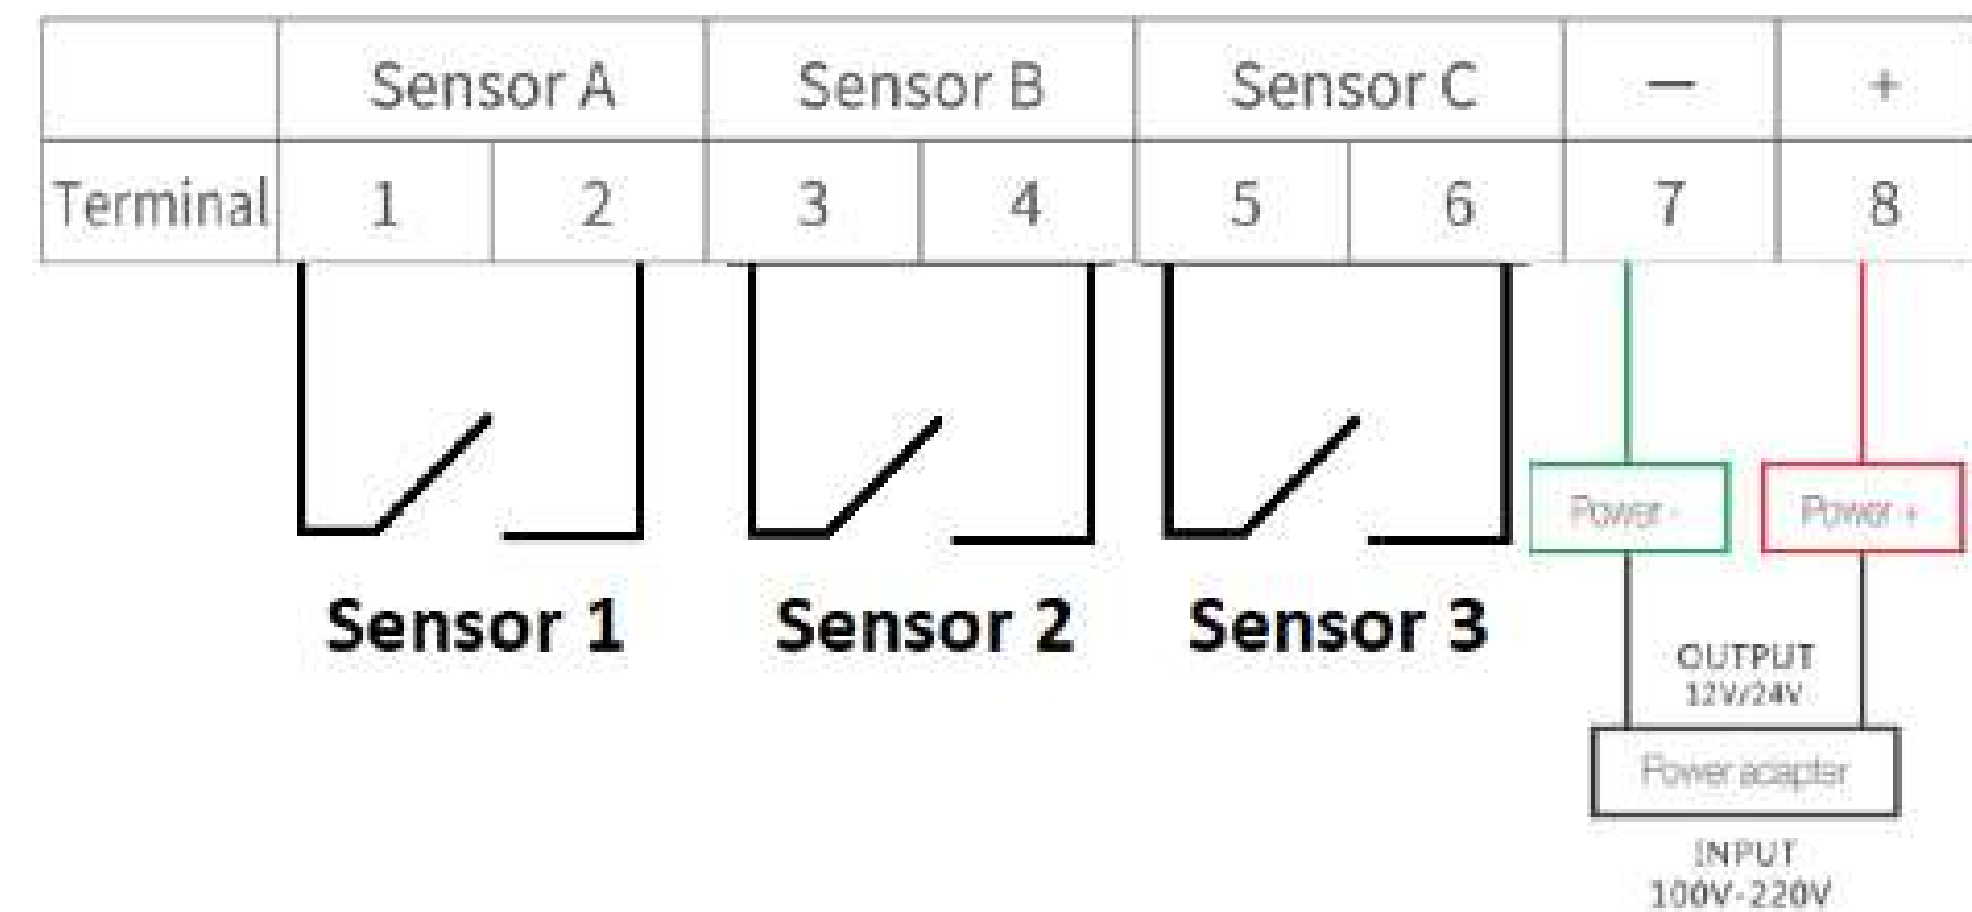 Sensor A Sensor B Sensor C — +
Terminal 1 2 3 4 5 6 7 8
Power - Power +
Sensor 1 Sensor 2 Sensor 3
OUTPUT
12V/24V
Power adapter
INPUT
100V-220V